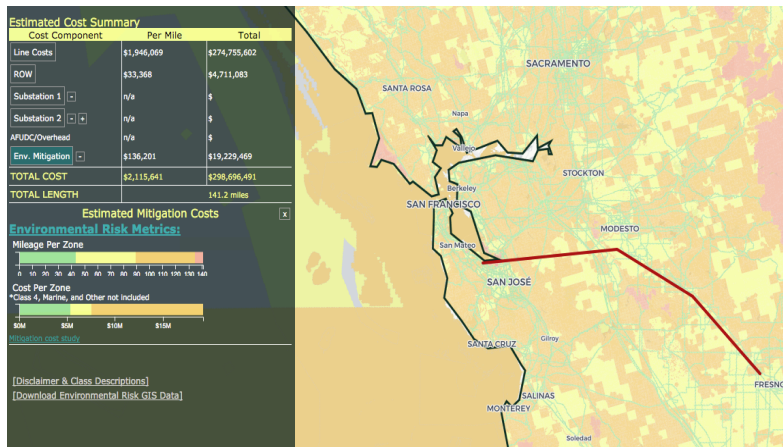 Estimated Cost Summary
Cost Component Per Mile Total
Line Costs $1,946,069 $274,755,602
ROW $33,368 $4,711,083
Substation 1 - n/a $
Substation 2 - + n/a $
AFUDC/Overhead n/a $
Env. Mitigation - $136,201 $19,229,469
TOTAL COST $2,115,641 $298,696,491
TOTAL LENGTH 141.2 miles
Estimated Mitigation Costs x
Environmental Risk Metrics:
Mileage Per Zone
0 10 20 30 40 50 60 70 80 90 100 110 120 130 140
Cost Per Zone
*Class 4, Marine, and Other not included
$0M $5M $10M $15M
Mitigation cost study
[Disclaimer & Class Descriptions]
[Download Environmental Risk GIS Data]
SACRAMENTO
SANTA ROSA
Napa
Vallejo
STOCKTON
Berkeley
SAN FRANCISCO
MODESTO
San Mateo
SAN JOSÉ
Gilroy
SANTA CRUZ
FRESNO
SALINAS
MONTEREY
Soledad